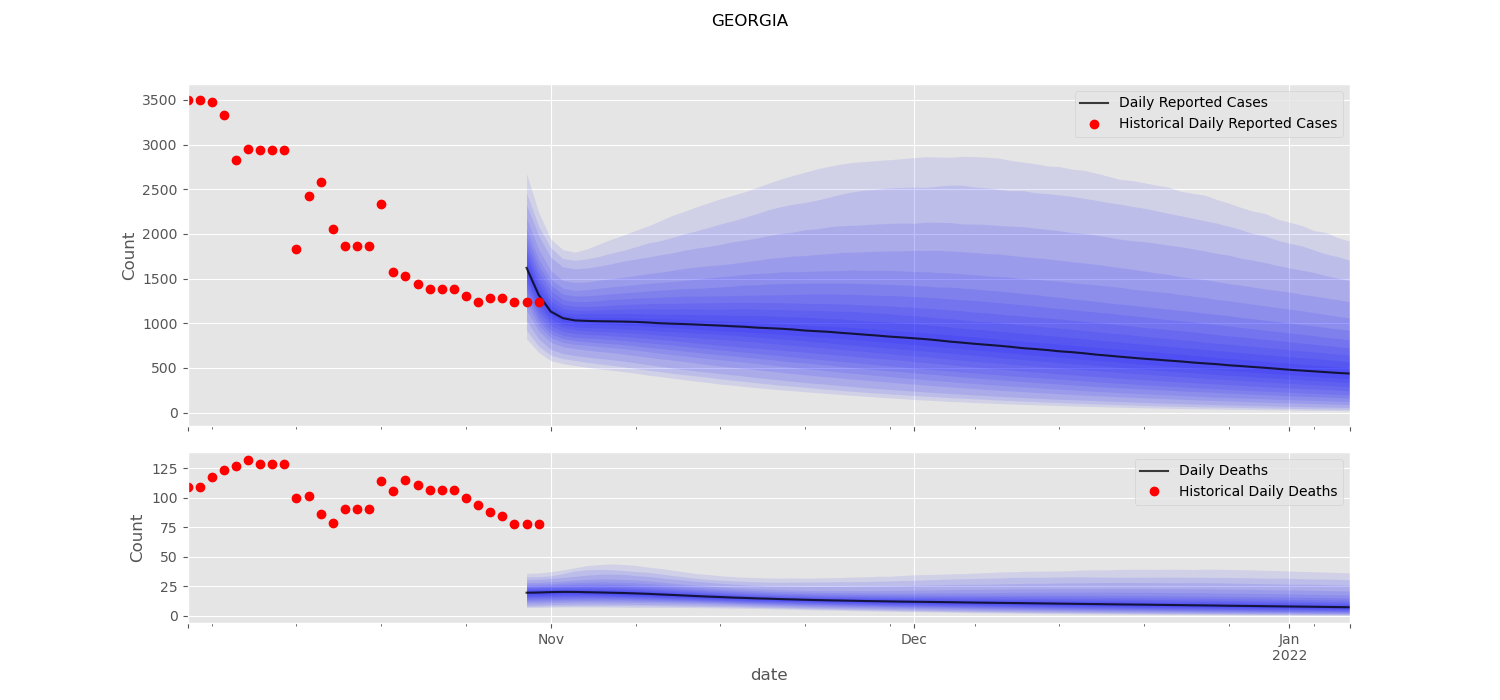 GEORGIA
Daily Reported Cases
Historical Daily Reported Cases
Count
3500
3000
2500
2000
1500
1000
500
0
Daily Deaths
Historical Daily Deaths
Count
125
100
75
50
25
0
Nov
Dec
Jan
2022
date